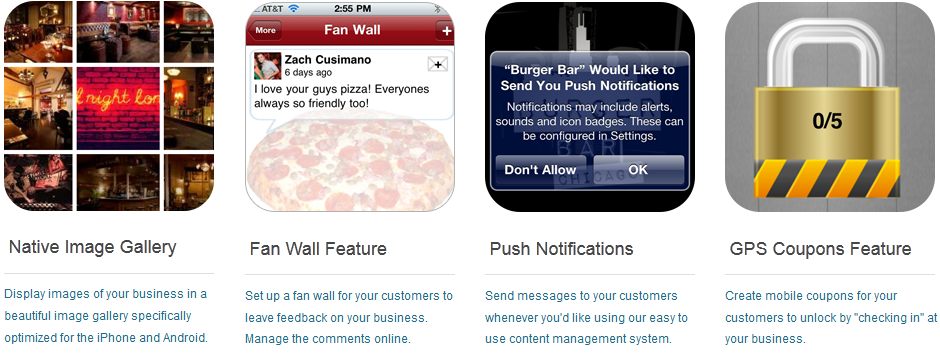 l night lon
AT&T 2:55 PM
More Fan Wall +
Zach Cusimano
6 days ago
+
I love your guys pizza! Everyones
always so friendly too!
“Burger Bar” Would Like to
Send You Push Notifications
Notifications may include alerts,
sounds and icon badges. These can
be configured in Settings.
Don't Allow OK
BURGER
BAR
CHICAGO
0/5
Native Image Gallery
Display images of your business in a
beautiful image gallery specifically
optimized for the iPhone and Android.
Fan Wall Feature
Set up a fan wall for your customers to
leave feedback on your business.
Manage the comments online.
Push Notifications
Send messages to your customers
whenever you'd like using our easy to
use content management system.
GPS Coupons Feature
Create mobile coupons for your
customers to unlock by "checking in" at
your business.